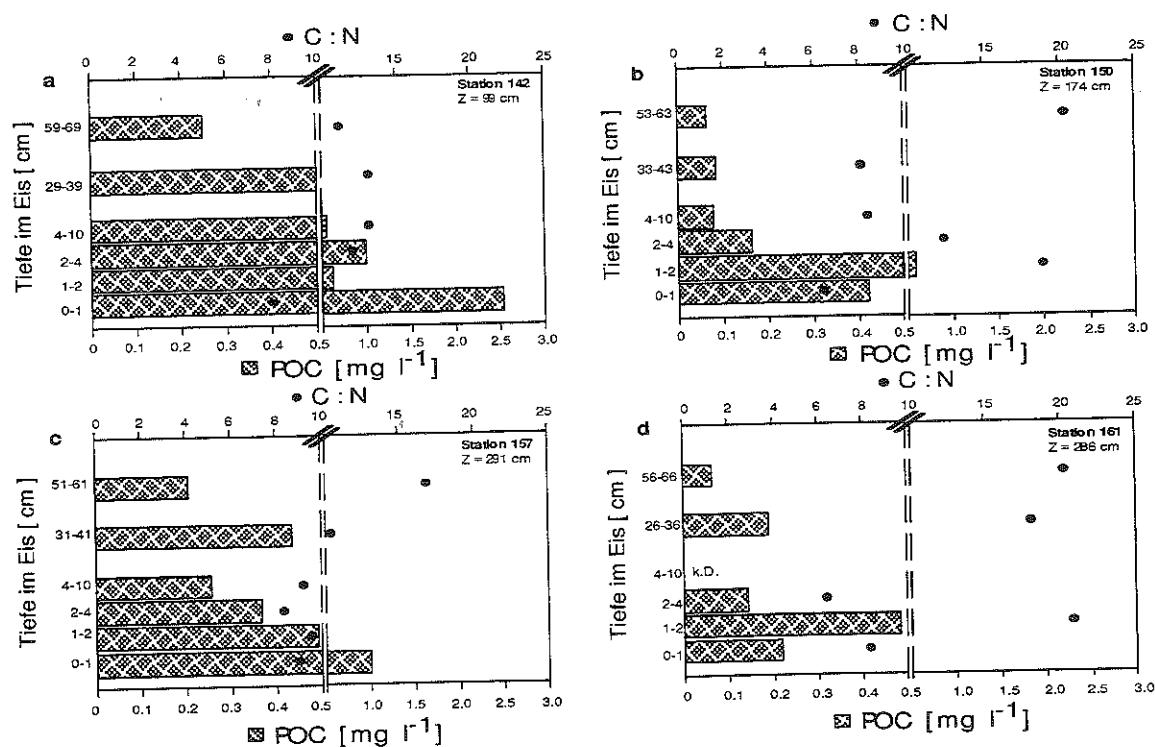 ● C : N
0 2 4 6 8 10 15 20 25
a
Station 142
Z = 99 cm
Tiefe im Eis [ cm ]
59-69
29-39
4-10
2-4
1-2
0-1
0 0.1 0.2 0.3 0.4 0.5 1.0 1.5 2.0 2.5 3.0
POC [ mg l⁻¹ ]
● C : N
0 2 4 6 8 10 15 20 25
b
Station 150
Z = 174 cm
Tiefe im Eis [ cm ]
53-63
33-43
4-10
2-4
1-2
0-1
0 0.1 0.2 0.3 0.4 0.5 1.0 1.5 2.0 2.5 3.0
POC [ mg l⁻¹ ]
● C : N
0 2 4 6 8 10 15 20 25
c
Station 157
Z = 291 cm
Tiefe im Eis [ cm ]
51-61
31-41
4-10
2-4
1-2
0-1
0 0.1 0.2 0.3 0.4 0.5 1.0 1.5 2.0 2.5 3.0
POC [ mg l⁻¹ ]
● C : N
0 2 4 6 8 10 15 20 25
d
Station 161
Z = 286 cm
Tiefe im Eis [ cm ]
56-66
26-36
4-10 k.D.
2-4
1-2
0-1
0 0.1 0.2 0.3 0.4 0.5 1.0 1.5 2.0 2.5 3.0
POC [ mg l⁻¹ ]